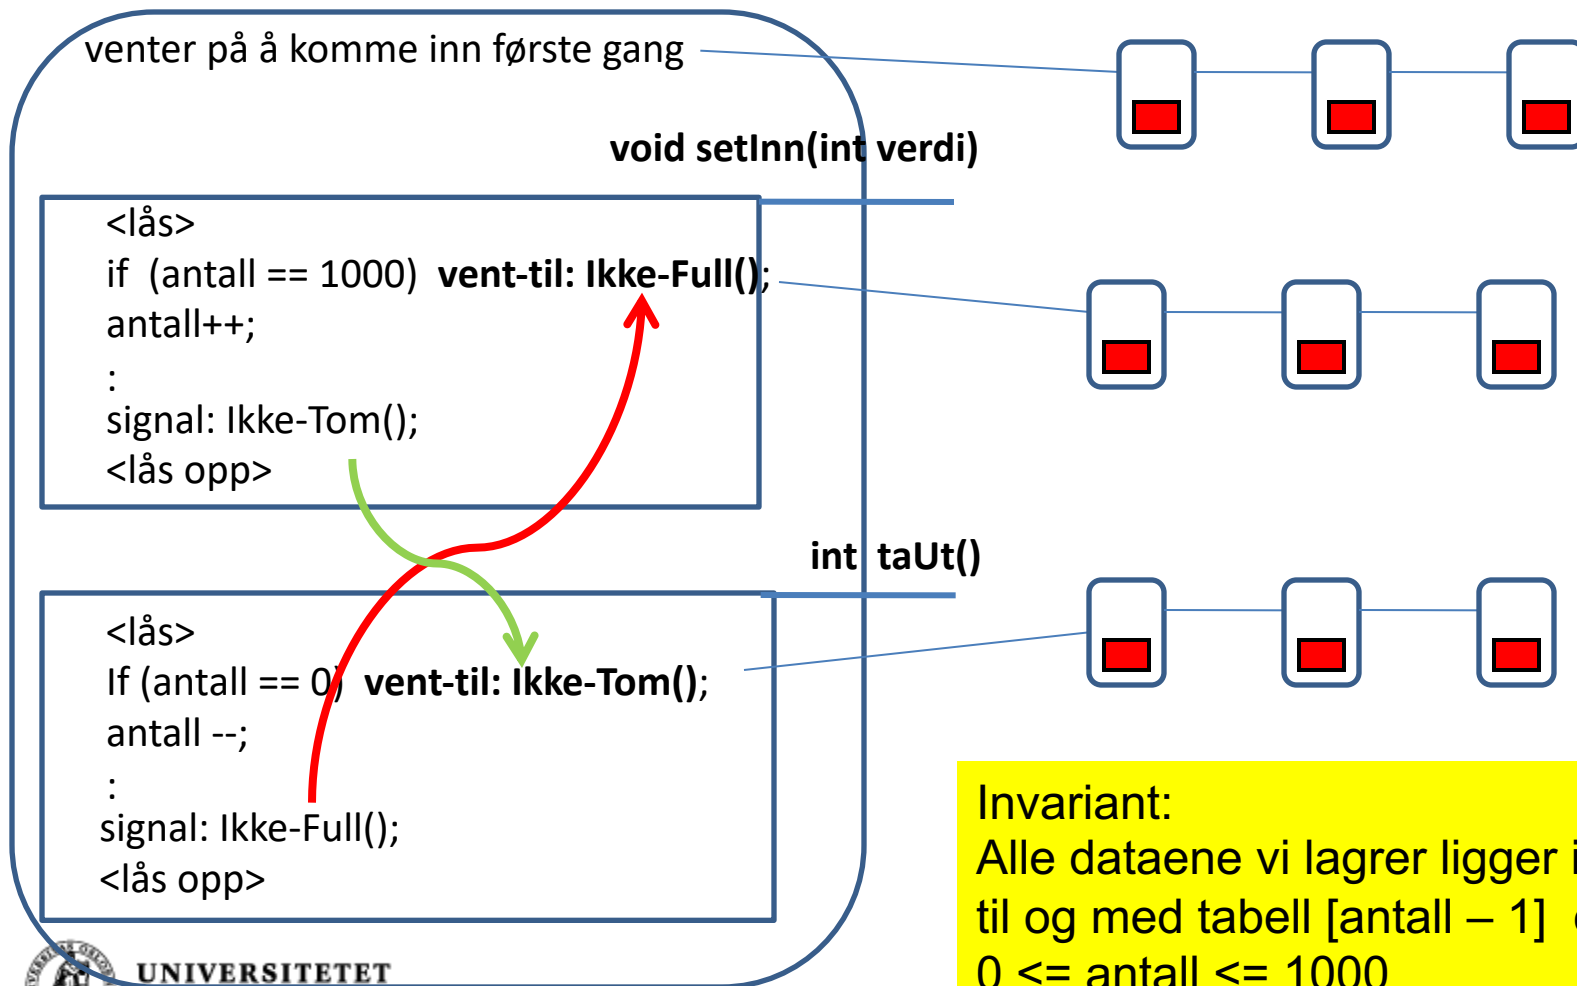 venter på å komme inn første gang
void setInn(int verdi)
<lås>
if (antall == 1000) vent-til: Ikke-Full();
antall++;
:
signal: Ikke-Tom();
<lås opp>
int taUt()
<lås>
If (antall == 0) vent-til: Ikke-Tom();
antall --;
:
signal: Ikke-Full();
<lås opp>
Invariant:
Alle dataene vi lagrer ligger i
til og med tabell [antall – 1]
0 <= antall <= 1000
UNIVERSITETET